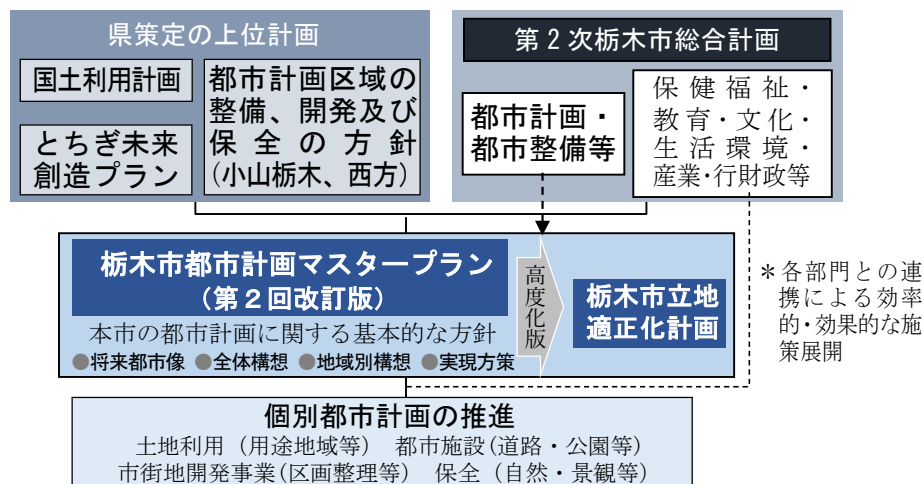 県策定の上位計画
国土利用計画
とちぎ未来
創造プラン
都市計画区域の
整備、開発及び
保全の方針
(小山栃木、西方)
第2次栃木市総合計画
都市計画・
都市整備等
保健福祉・
教育・文化・
生活環境・
産業・行財政等
栃木市都市計画マスタープラン
(第2回改訂版)
本市の都市計画に関する基本的な方針
●将来都市像 ●全体構想 ●地域別構想 ●実現方策
高度化版
栃木市立地
適正化計画
*各部門との連
携による効率
的・効果的な施
策展開
個別都市計画の推進
土地利用(用途地域等) 都市施設(道路・公園等)
市街地開発事業(区画整理等) 保全(自然・景観等)